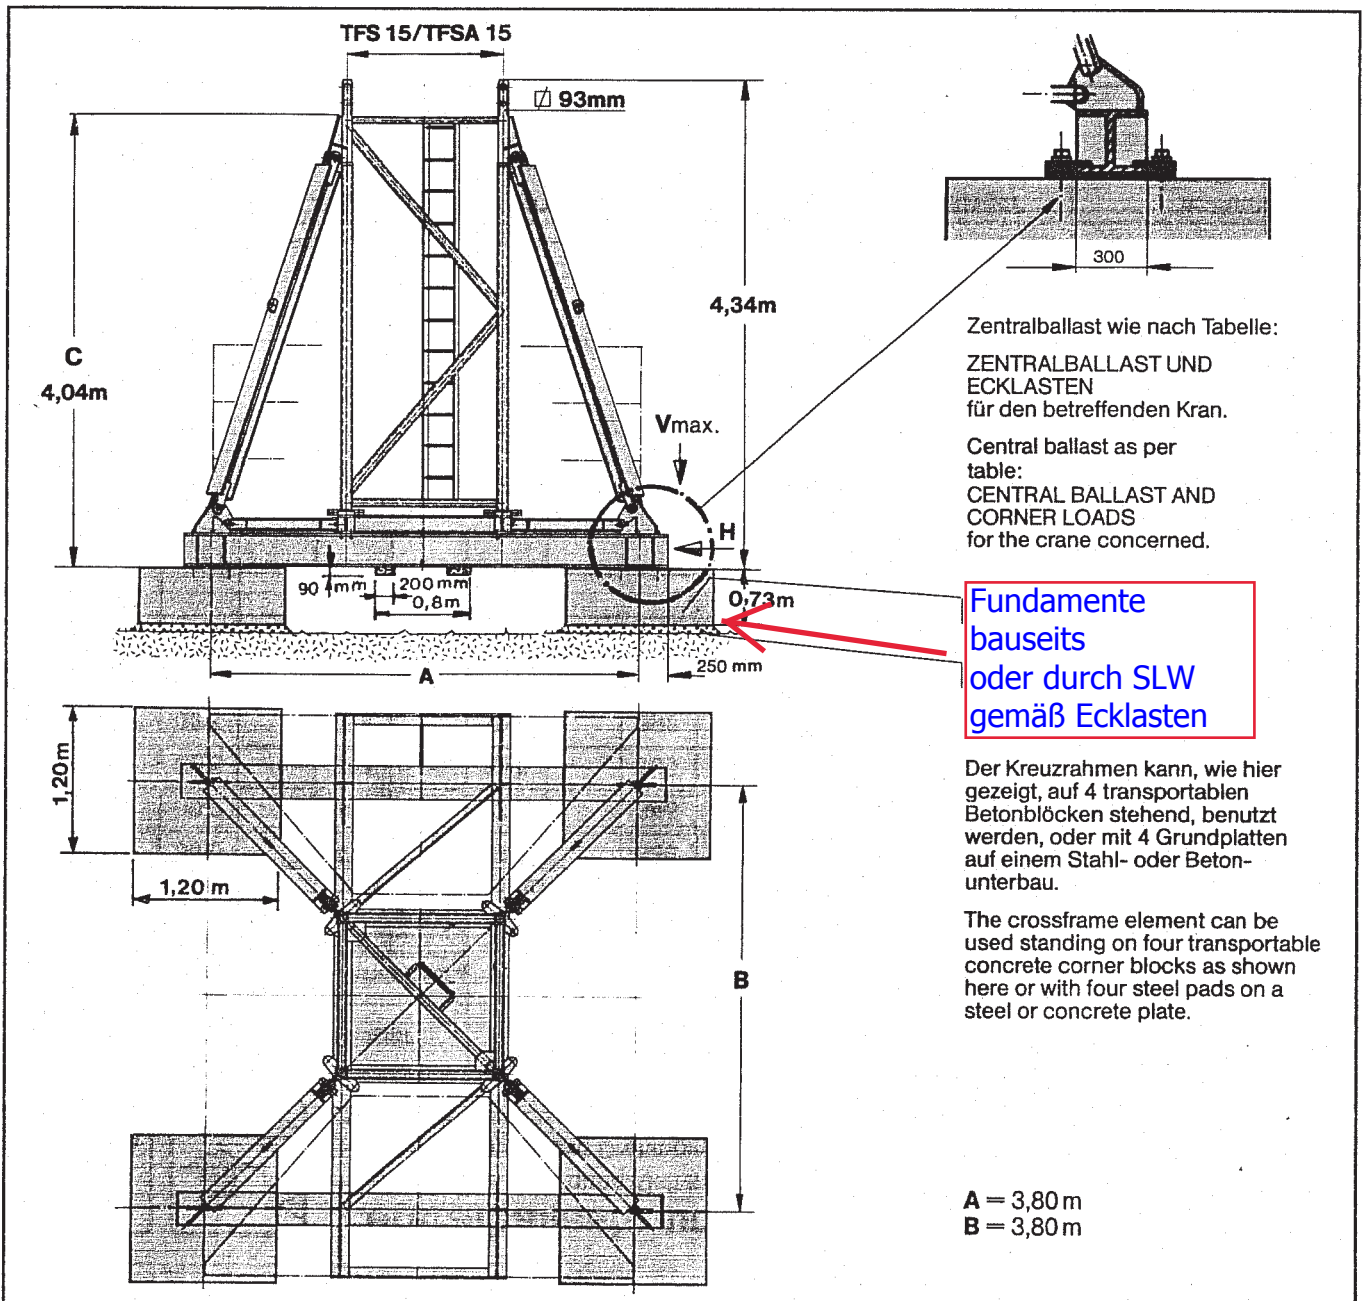 TFS 15/TFSA 15
93mm
C
4,04m
4,34m
Vmax.
H
90 mm
200 mm
0,8m
0,73m
250 mm
A
300
Zentralballast wie nach Tabelle:
ZENTRALBALLAST UND
ECKLASTEN
für den betreffenden Kran.
Central ballast as per
table:
CENTRAL BALLAST AND
CORNER LOADS
for the crane concerned.
Fundamente
bauseits
oder durch SLW
gemäß Ecklasten
1,20m
1,20 m
B
Der Kreuzrahmen kann, wie hier
gezeigt, auf 4 transportablen
Betonblöcken stehend, benutzt
werden, oder mit 4 Grundplatten
auf einem Stahl- oder Beton-
unterbau.
The crossframe element can be
used standing on four transportable
concrete corner blocks as shown
here or with four steel pads on a
steel or concrete plate.
A = 3,80 m
B = 3,80 m